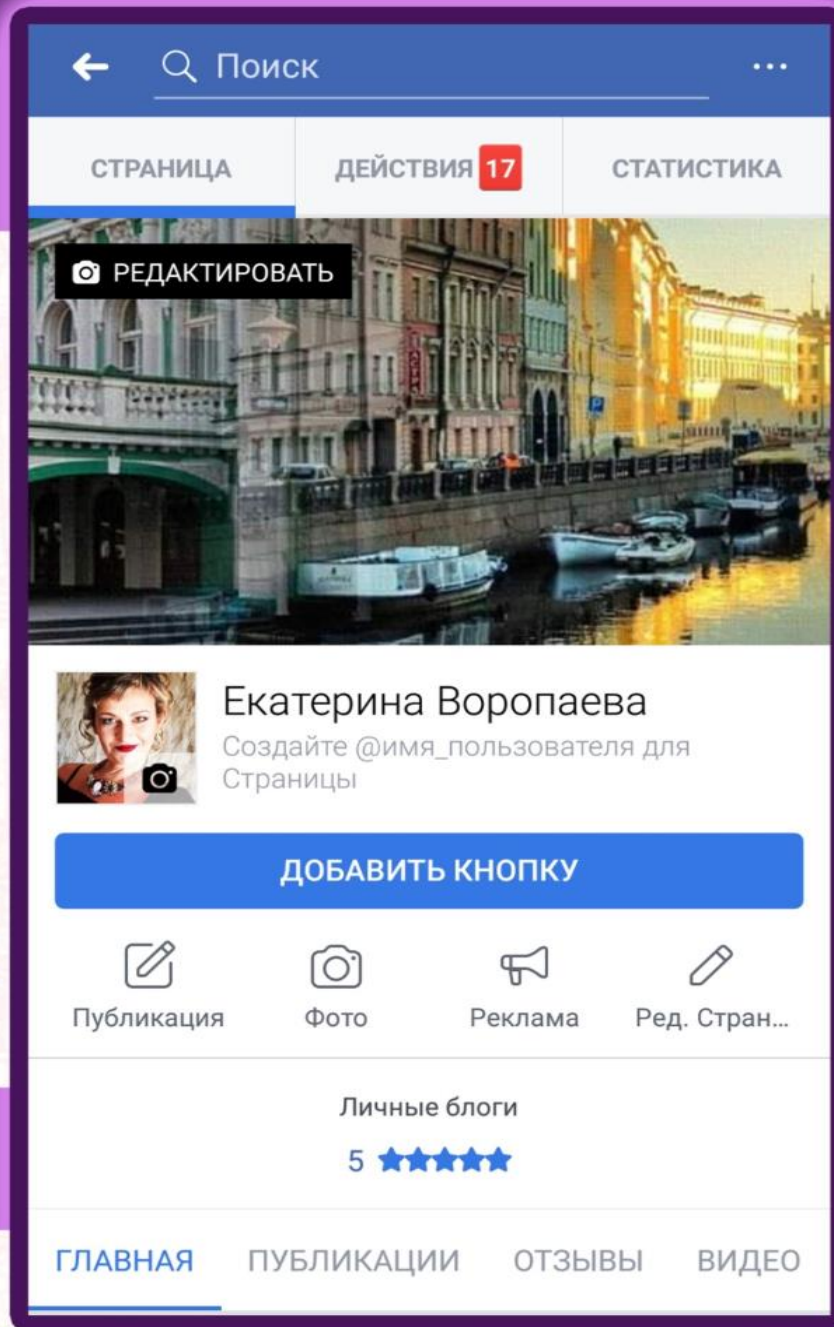 Поиск
СТРАНИЦА
ДЕЙСТВИЯ 17
СТАТИСТИКА
РЕДАКТИРОВАТЬ
АСТРА
P
Екатерина Воропаева
Создайте @имя_пользователя для
Страницы
ДОБАВИТЬ КНОПКУ
Публикация
Фото
Реклама
Ред. Стран...
Личные блоги
5
ГЛАВНАЯ
ПУБЛИКАЦИИ
ОТЗЫВЫ
ВИДЕО